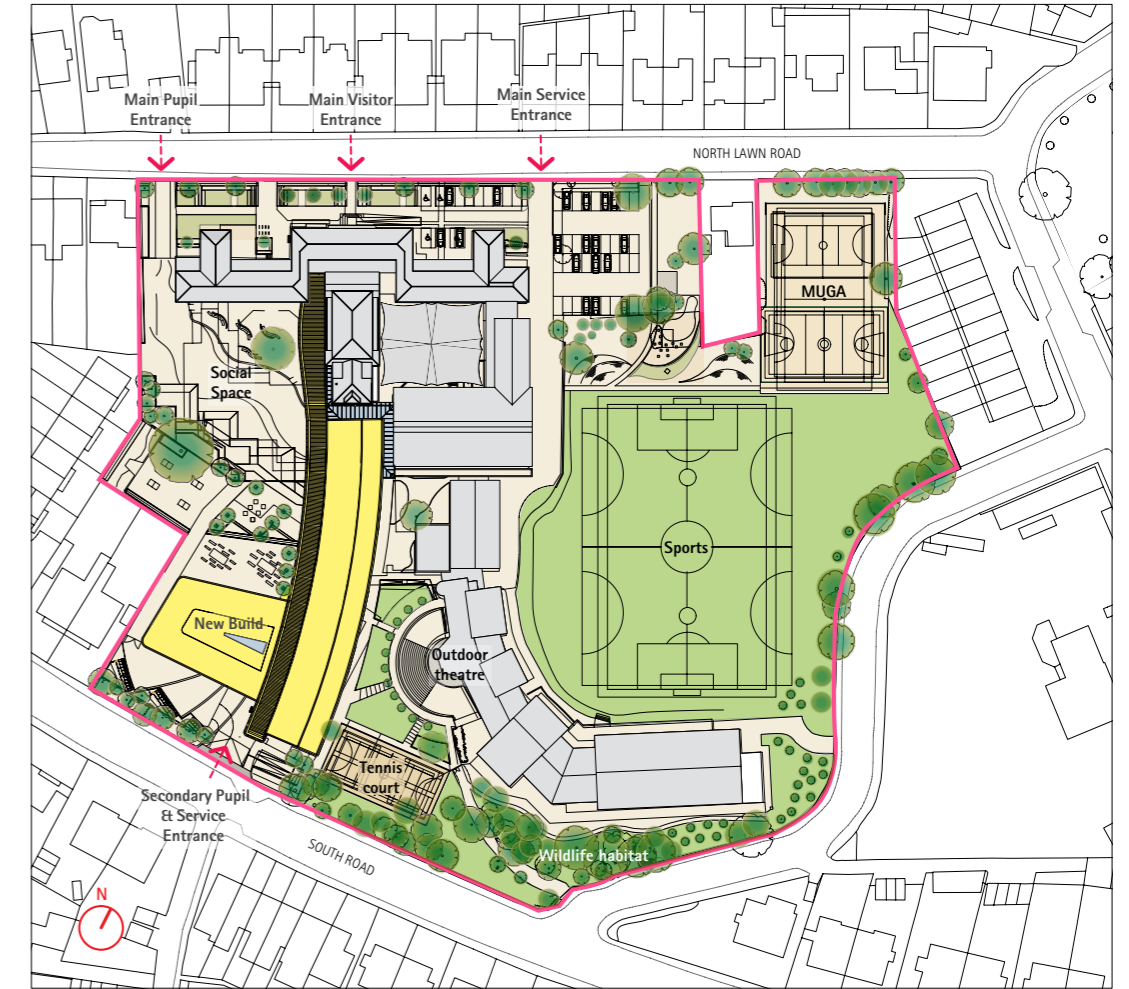 Main Pupil
Entrance
Main Visitor
Entrance
Main Service
Entrance
NORTH LAWN ROAD
MUGA
Social
Space
Sports
New Build
Outdoor
theatre
Tennis
court
Secondary Pupil
& Service
Entrance
SOUTH ROAD
Wildlife habitat
N